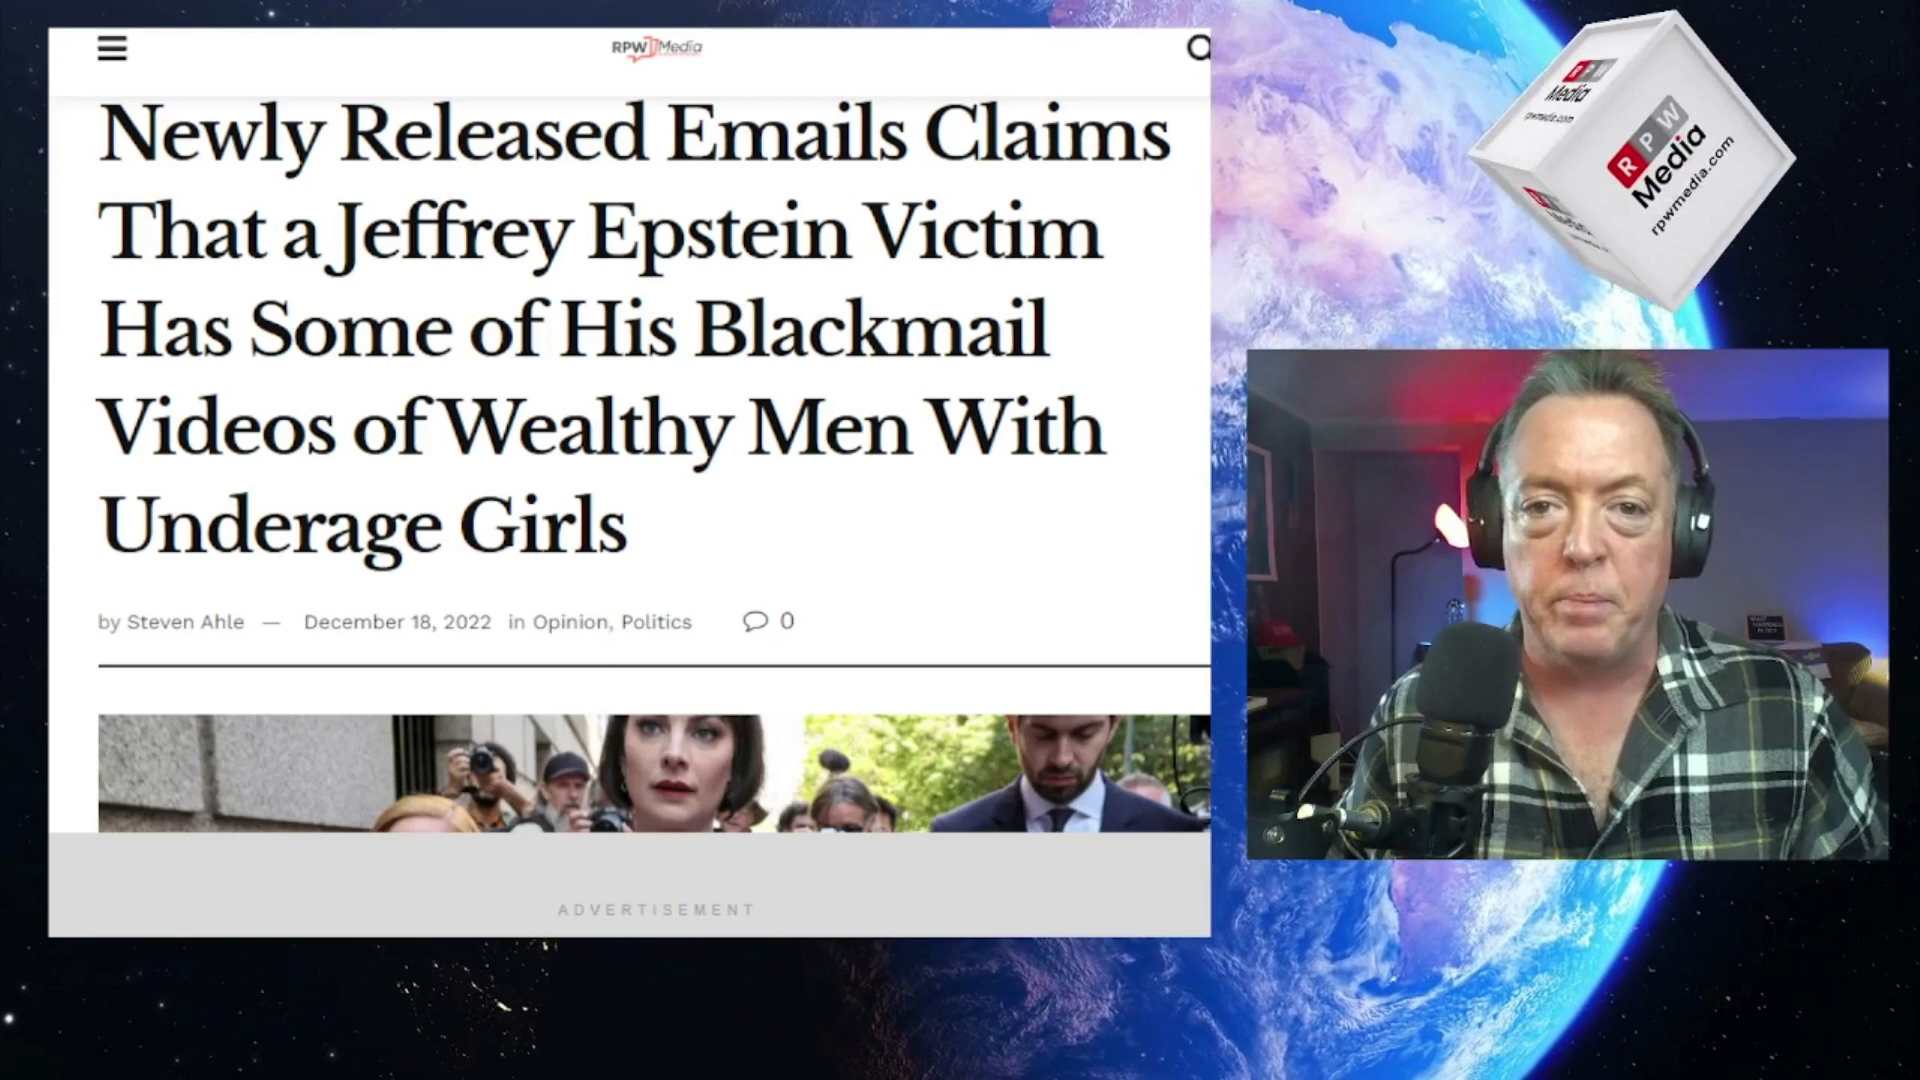 RPW Media
Newly Released Emails Claims
That a Jeffrey Epstein Victim
Has Some of His Blackmail
Videos of Wealthy Men With
Underage Girls
by Steven Ahle — December 18, 2022 in Opinion, Politics 0
ADVERTISEMENT
RPW
Media
rpwmedia.com
RPW
Media
rpwmedia.com